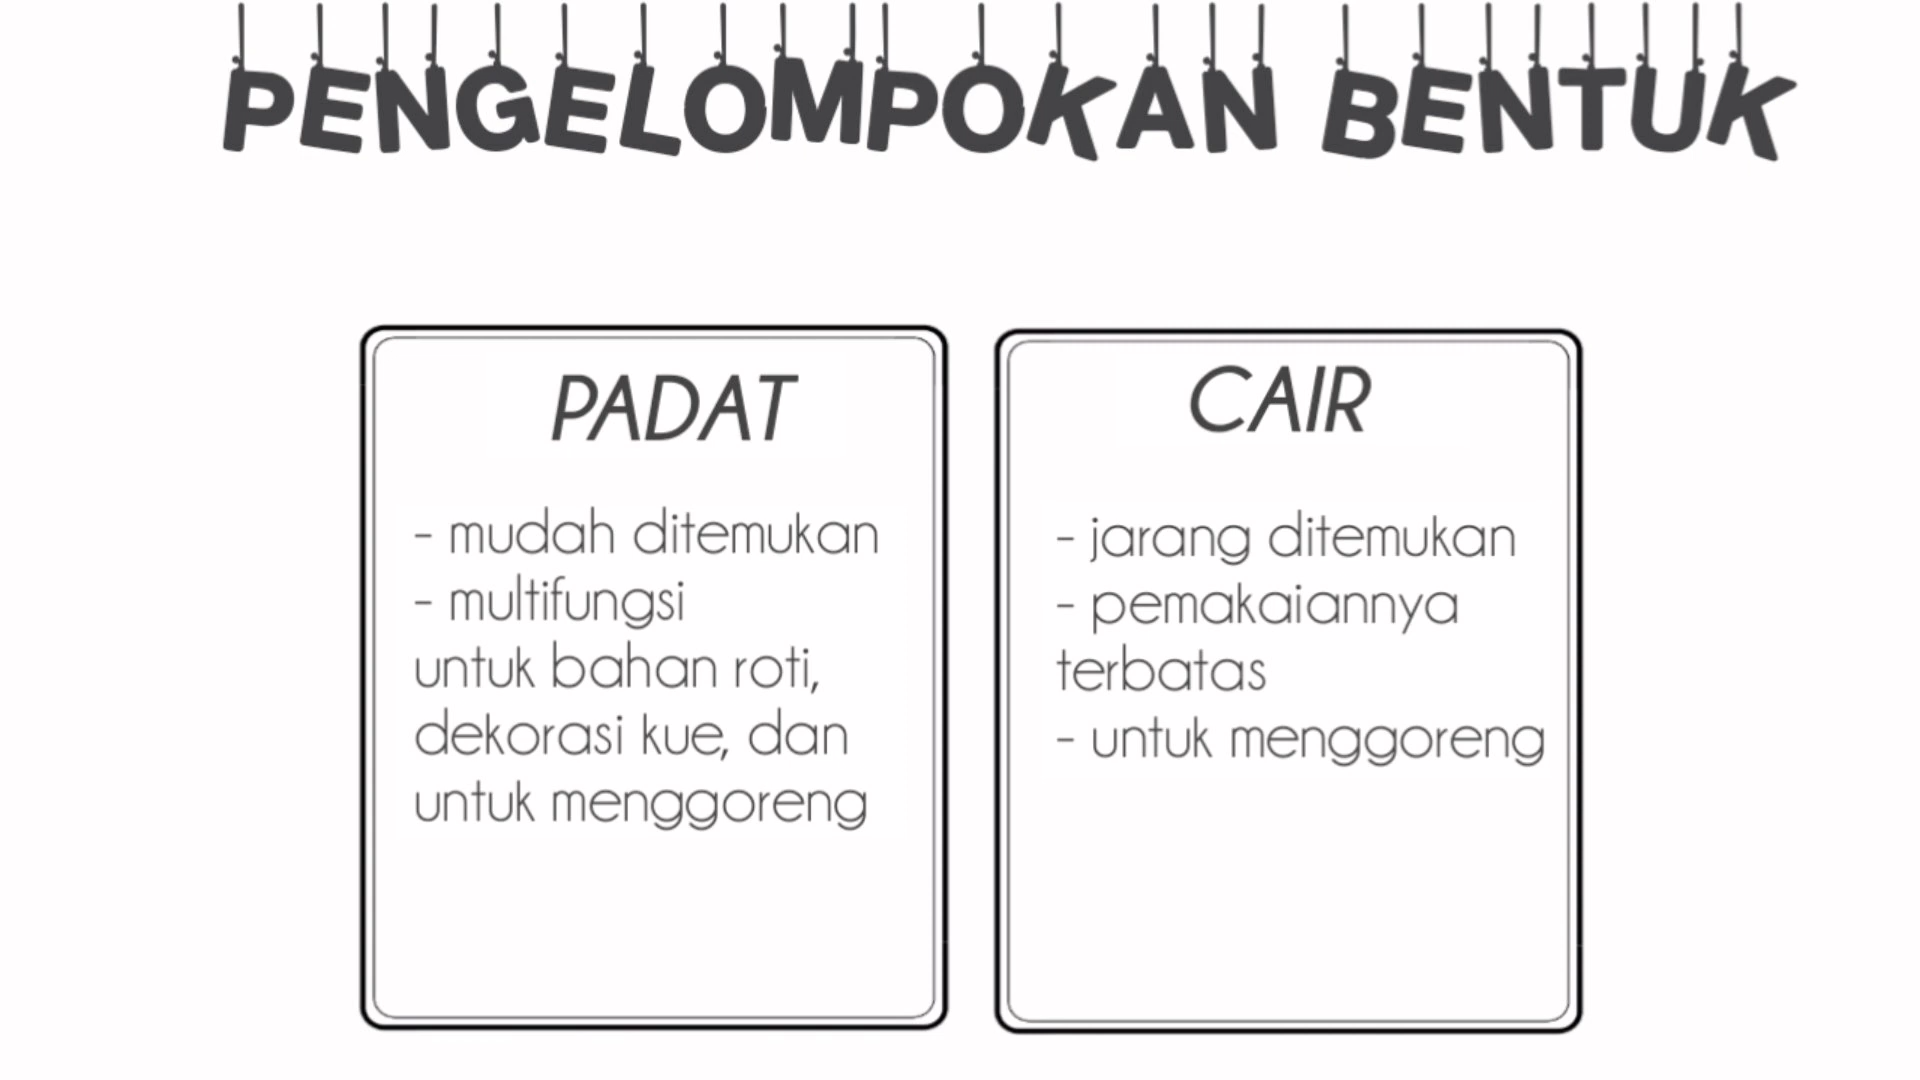 PENGELOMPOKAN BENTUK
PADAT
- mudah ditemukan
- multifungsi
untuk bahan roti,
dekorasi kue, dan
untuk menggoreng
CAIR
- jarang ditemukan
- pemakaiannya
terbatas
- untuk menggoreng